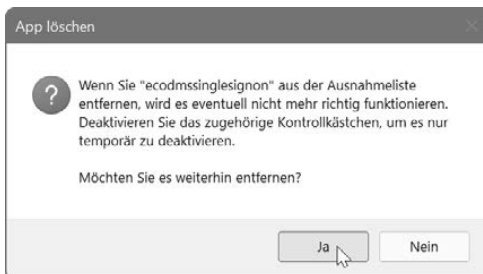 App löschen
Wenn Sie "ecodmssinglesignon" aus der Ausnahmeliste
entfernen, wird es eventuell nicht mehr richtig funktionieren.
Deaktivieren Sie das zugehörige Kontrollkästchen, um es nur
temporär zu deaktivieren.
Möchten Sie es weiterhin entfernen?
Ja
Nein